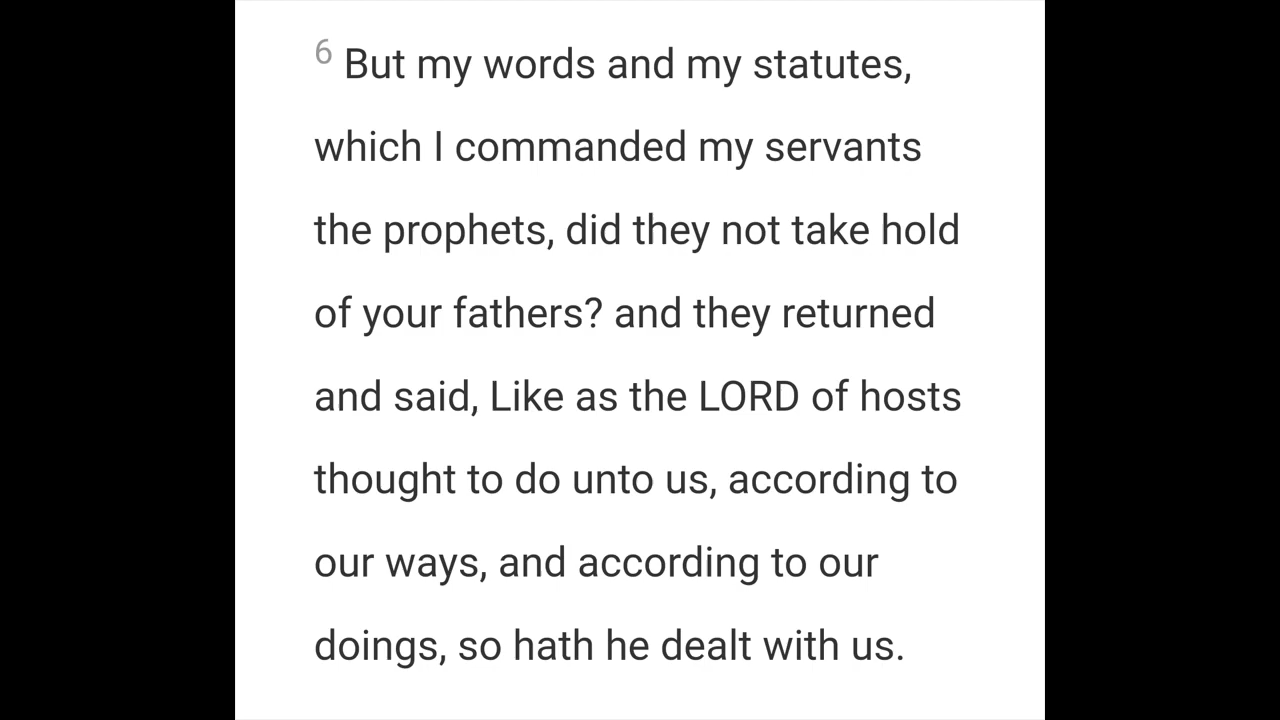 6 But my words and my statutes,
which I commanded my servants
the prophets, did they not take hold
of your fathers? and they returned
and said, Like as the LORD of hosts
thought to do unto us, according to
our ways, and according to our
doings, so hath he dealt with us.